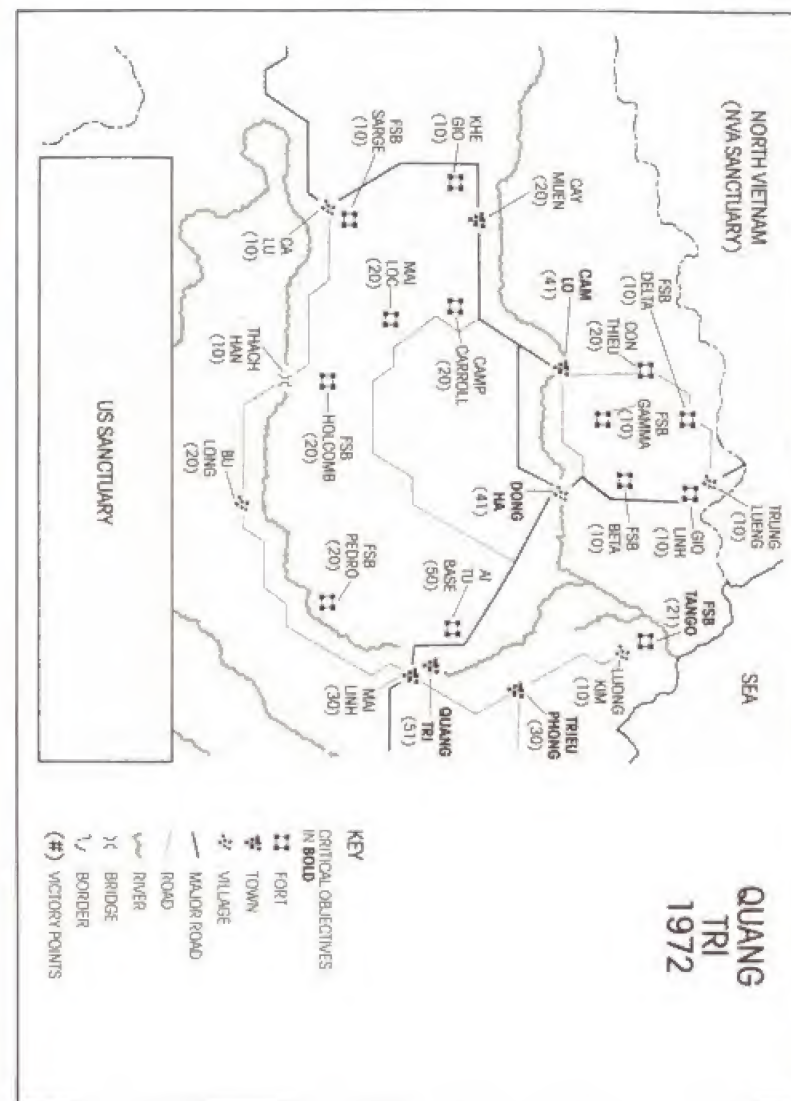 QUANG
TRI
1972
NORTH VIETNAM
(NVA SANCTUARY)
SEA
TRUNG
LUENG
(10)
FSB
DELTA
(10)
GIO
LINH
(10)
FSB
TANGO
(21)
DON
THIEU
(20)
FSB
GAMMA
(10)
FSB
BETA
(10)
LUONG
KIM
(10)
CAM
LO
(41)
DONG
HA
(41)
TRIEU
PHONG
(30)
CAY
MUEN
(20)
KHE
GIO
(10)
CAMP
CARROLL
(20)
AI
TU
BASE
(50)
QUANG
TRI
(51)
MAI
LOC
(20)
MAI
LINH
(30)
FSB
SARGE
(10)
FSB
HOLCOMB
(20)
FSB
PEDRO
(20)
CA
LU
(10)
THACH
HAN
(10)
BU
LONG
(20)
US SANCTUARY
KEY
CRITICAL OBJECTIVES
IN BOLD
FORT
TOWN
VILLAGE
MAJOR ROAD
ROAD
RIVER
BRIDGE
BORDER
(#) VICTORY POINTS